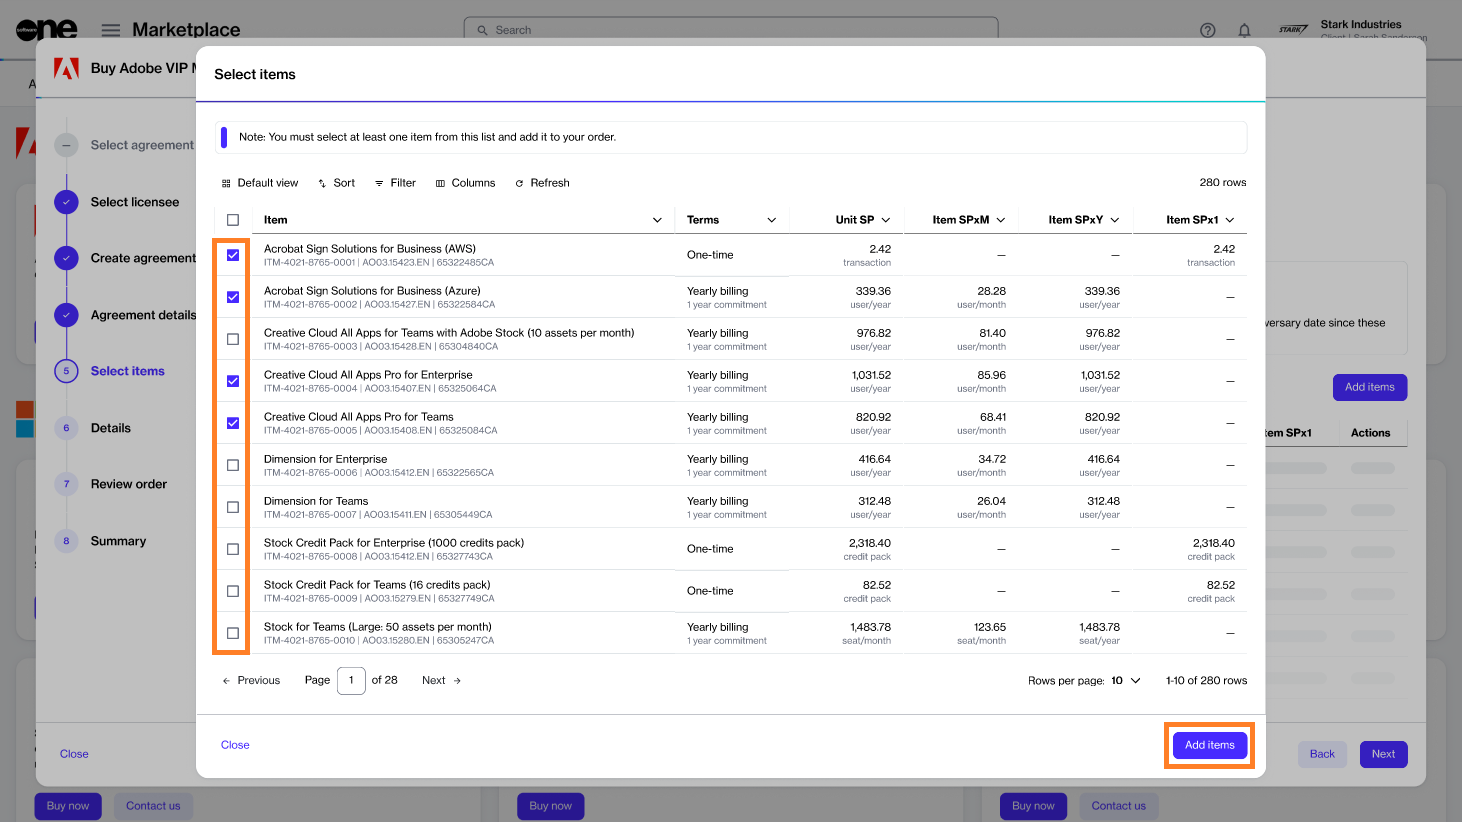 software
one
Marketplace
Search
STARK
Stark Industries
Client | Sarah Sanderson
Buy Adobe VIP M
Select items
A
Note: You must select at least one item from this list and add it to your order.
Select agreement
Select licensee
Create agreement
Agreement details
5 Select items
6 Details
7 Review order
8 Summary
Default view Sort Filter Columns Refresh 280 rows
Item Terms Unit SP Item SPxM Item SPxY Item SPx1
Acrobat Sign Solutions for Business (AWS) One-time 2.42 — — 2.42
ITM-4021-8765-0001 | AO03.15423.EN | 65322485CA transaction transaction
Acrobat Sign Solutions for Business (Azure) Yearly billing 339.36 28.28 339.36 —
ITM-4021-8765-0002 | AO03.15427.EN | 65322584CA 1 year commitment user/year user/month user/year
Creative Cloud All Apps for Teams with Adobe Stock (10 assets per month) Yearly billing 976.82 81.40 976.82 —
ITM-4021-8765-0003 | AO03.15428.EN | 65304840CA 1 year commitment user/year user/month user/year
Creative Cloud All Apps Pro for Enterprise Yearly billing 1,031.52 85.96 1,031.52 —
ITM-4021-8765-0004 | AO03.15407.EN | 65325064CA 1 year commitment user/year user/month user/year
Creative Cloud All Apps Pro for Teams Yearly billing 820.92 68.41 820.92 —
ITM-4021-8765-0005 | AO03.15408.EN | 65325084CA 1 year commitment user/year user/month user/year
Dimension for Enterprise Yearly billing 416.64 34.72 416.64 —
ITM-4021-8765-0006 | AO03.15412.EN | 65322565CA 1 year commitment user/year user/month user/year
Dimension for Teams Yearly billing 312.48 26.04 312.48 —
ITM-4021-8765-0007 | AO03.15411.EN | 65305449CA 1 year commitment user/year user/month user/year
Stock Credit Pack for Enterprise (1000 credits pack) One-time 2,318.40 — — 2,318.40
ITM-4021-8765-0008 | AO03.15412.EN | 65327743CA credit pack credit pack
Stock Credit Pack for Teams (16 credits pack) One-time 82.52 — — 82.52
ITM-4021-8765-0009 | AO03.15279.EN | 65327749CA credit pack credit pack
Stock for Teams (Large: 50 assets per month) Yearly billing 1,483.78 123.65 1,483.78 —
ITM-4021-8765-0010 | AO03.15280.EN | 65305247CA 1 year commitment seat/month seat/month seat/year
Previous Page 1 of 28 Next Rows per page: 10 1-10 of 280 rows
Close Add items
versary date since these
Add items
tem SPx1 Actions
Close Back Next
Buy now Contact us Buy now Buy now Contact us